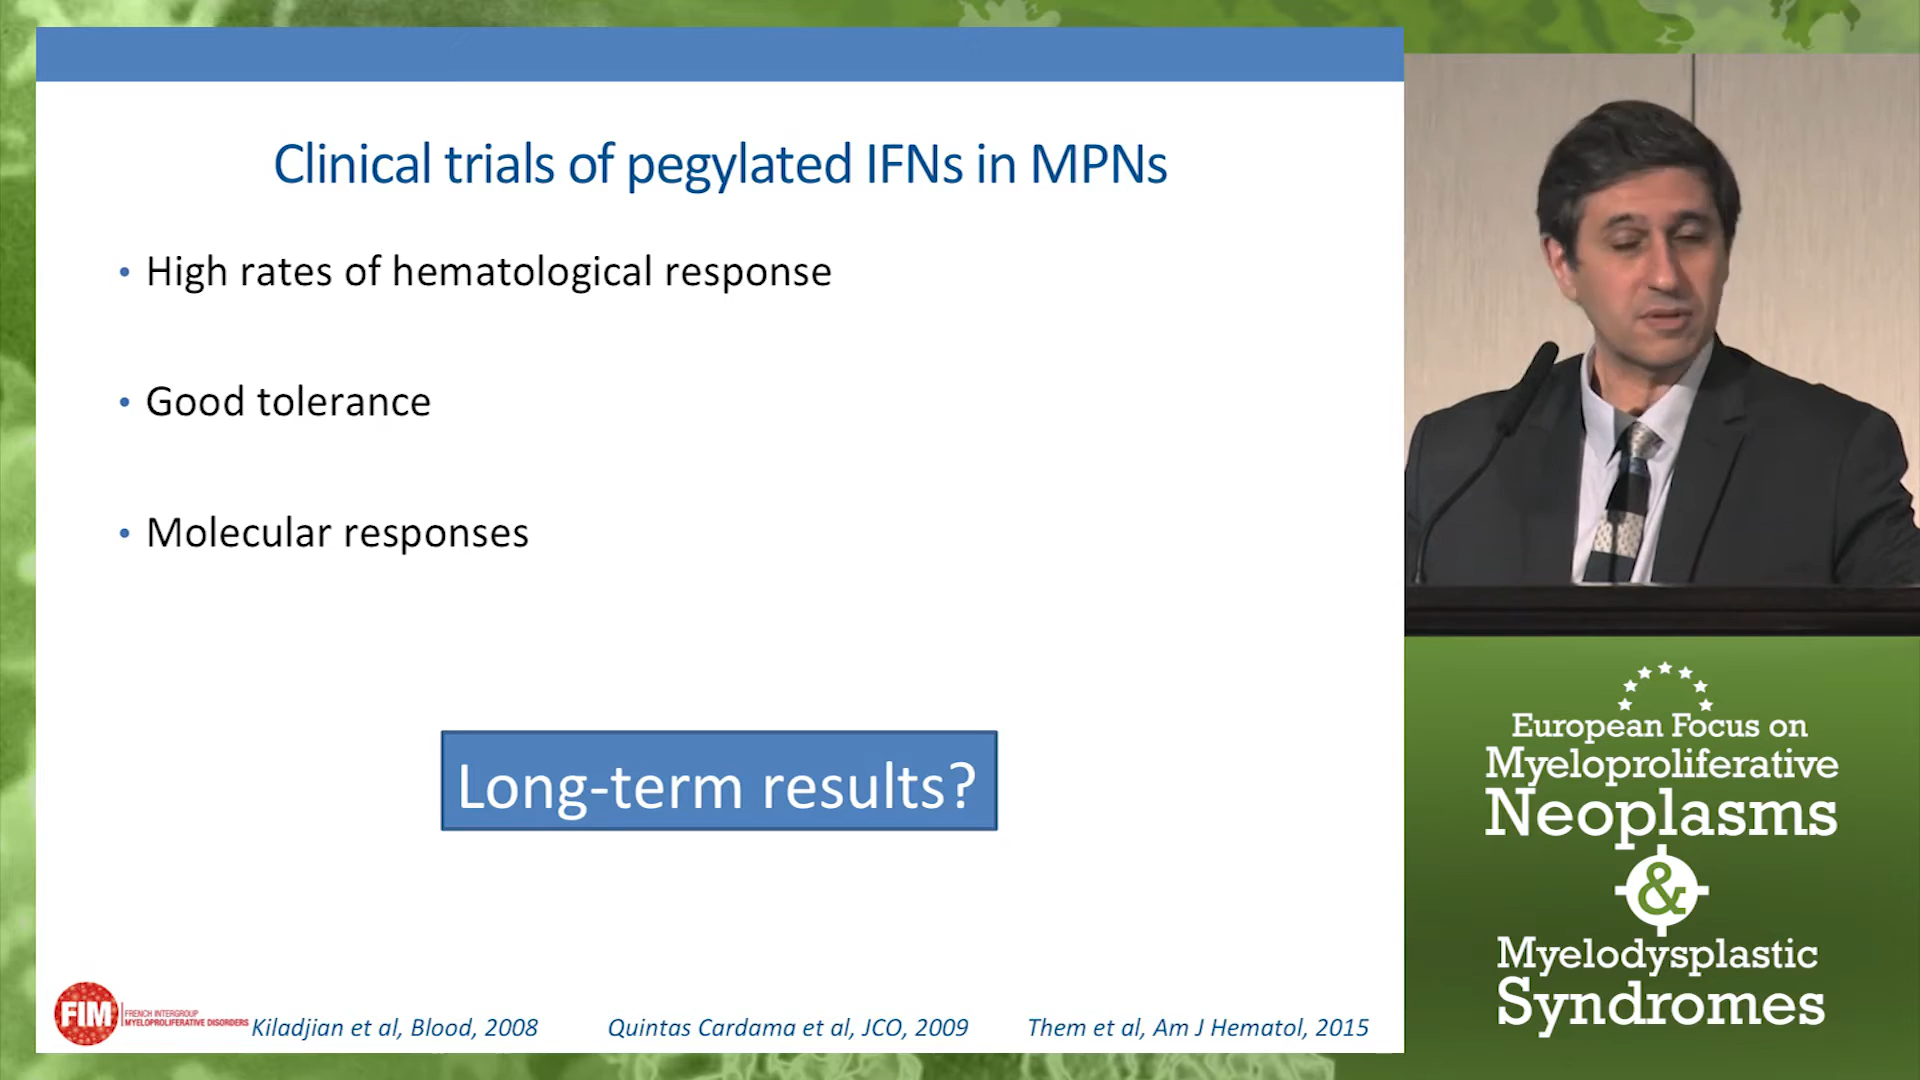 Clinical trials of pegylated IFNs in MPNs
• High rates of hematological response
• Good tolerance
• Molecular responses
Long-term results?
FIM
FRENCH INTERGROUP
MYELOPROLIFERATIVE DISORDERS
Kiladjian et al, Blood, 2008
Quintas Cardama et al, JCO, 2009
Them et al, Am J Hematol, 2015
European Focus on
Myeloproliferative
Neoplasms
&
Myelodysplastic
Syndromes